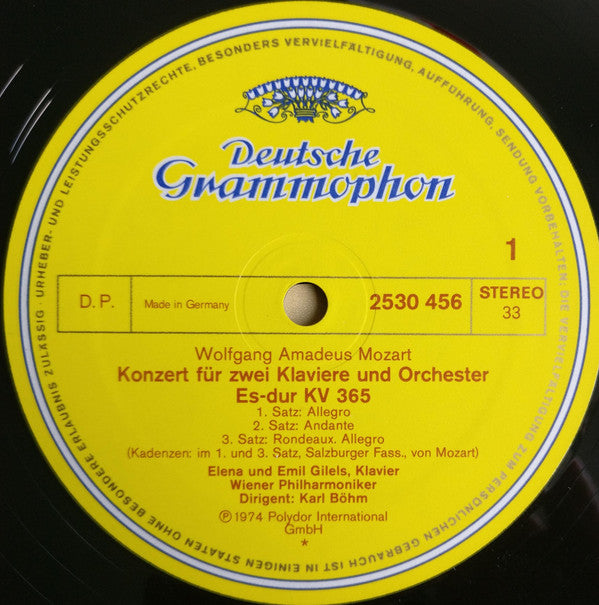 URHEBER- UND LEISTUNGSSCHUTZRECHTE, BESONDERS VERVIELFÄLTIGUNG, AUFFÜHRUNG, SENDUNG VORBEHALTEN: DIE VERVIELFÄLTIGUNG ZUM PERSÖNLICHEN GEBRAUCH IST IN EINIGEN STAATEN OHNE BESONDERE ERLAUBNIS ZULÄSSIG ·
Deutsche
Grammophon
1
D.P. Made in Germany 2530 456 STEREO
33
Wolfgang Amadeus Mozart
Konzert für zwei Klaviere und Orchester
Es-dur KV 365
1. Satz: Allegro
2. Satz: Andante
3. Satz: Rondeaux. Allegro
(Kadenzen: im 1. und 3. Satz, Salzburger Fass., von Mozart)
Elena und Emil Gilels, Klavier
Wiener Philharmoniker
Dirigent: Karl Böhm
℗ 1974 Polydor International
GmbH
*